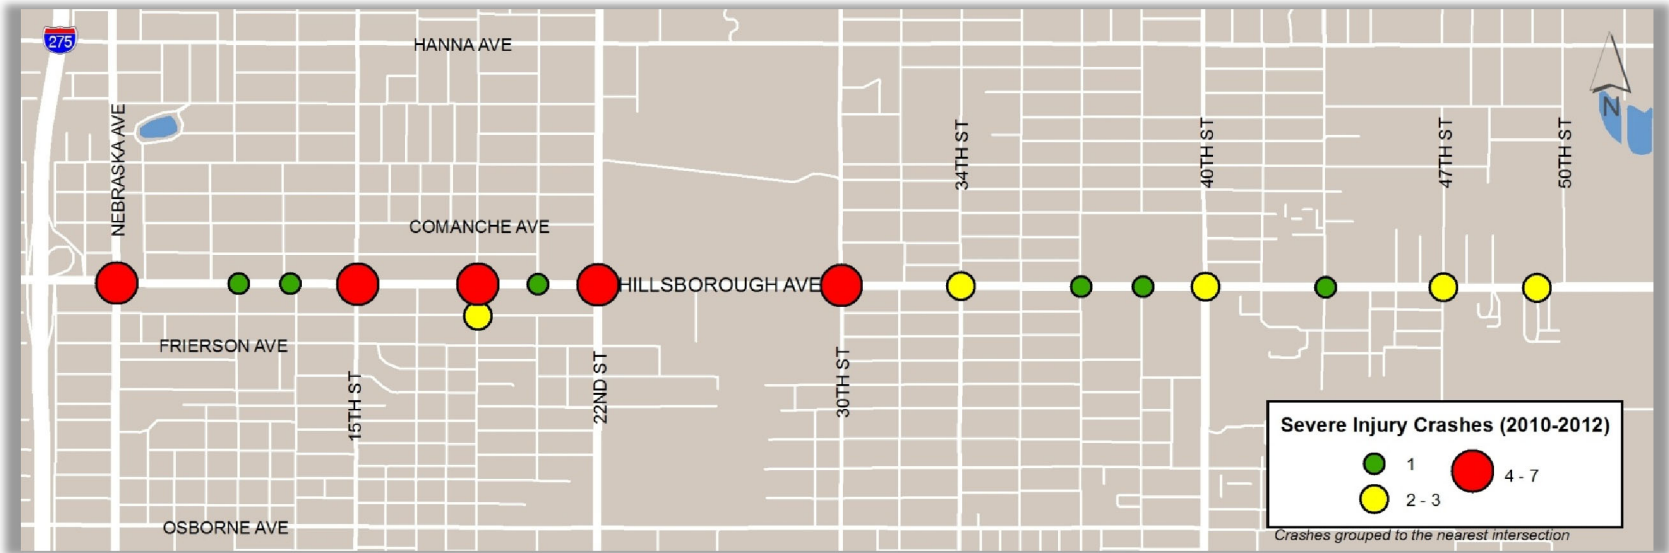 275
HANNA AVE
NEBRASKA AVE
34TH ST
40TH ST
47TH ST
50TH ST
N
COMANCHE AVE
HILLSBOROUGH AVE
FRIERSON AVE
15TH ST
22ND ST
30TH ST
OSBORNE AVE
Severe Injury Crashes (2010-2012)
1
4 - 7
2 - 3
Crashes grouped to the nearest intersection